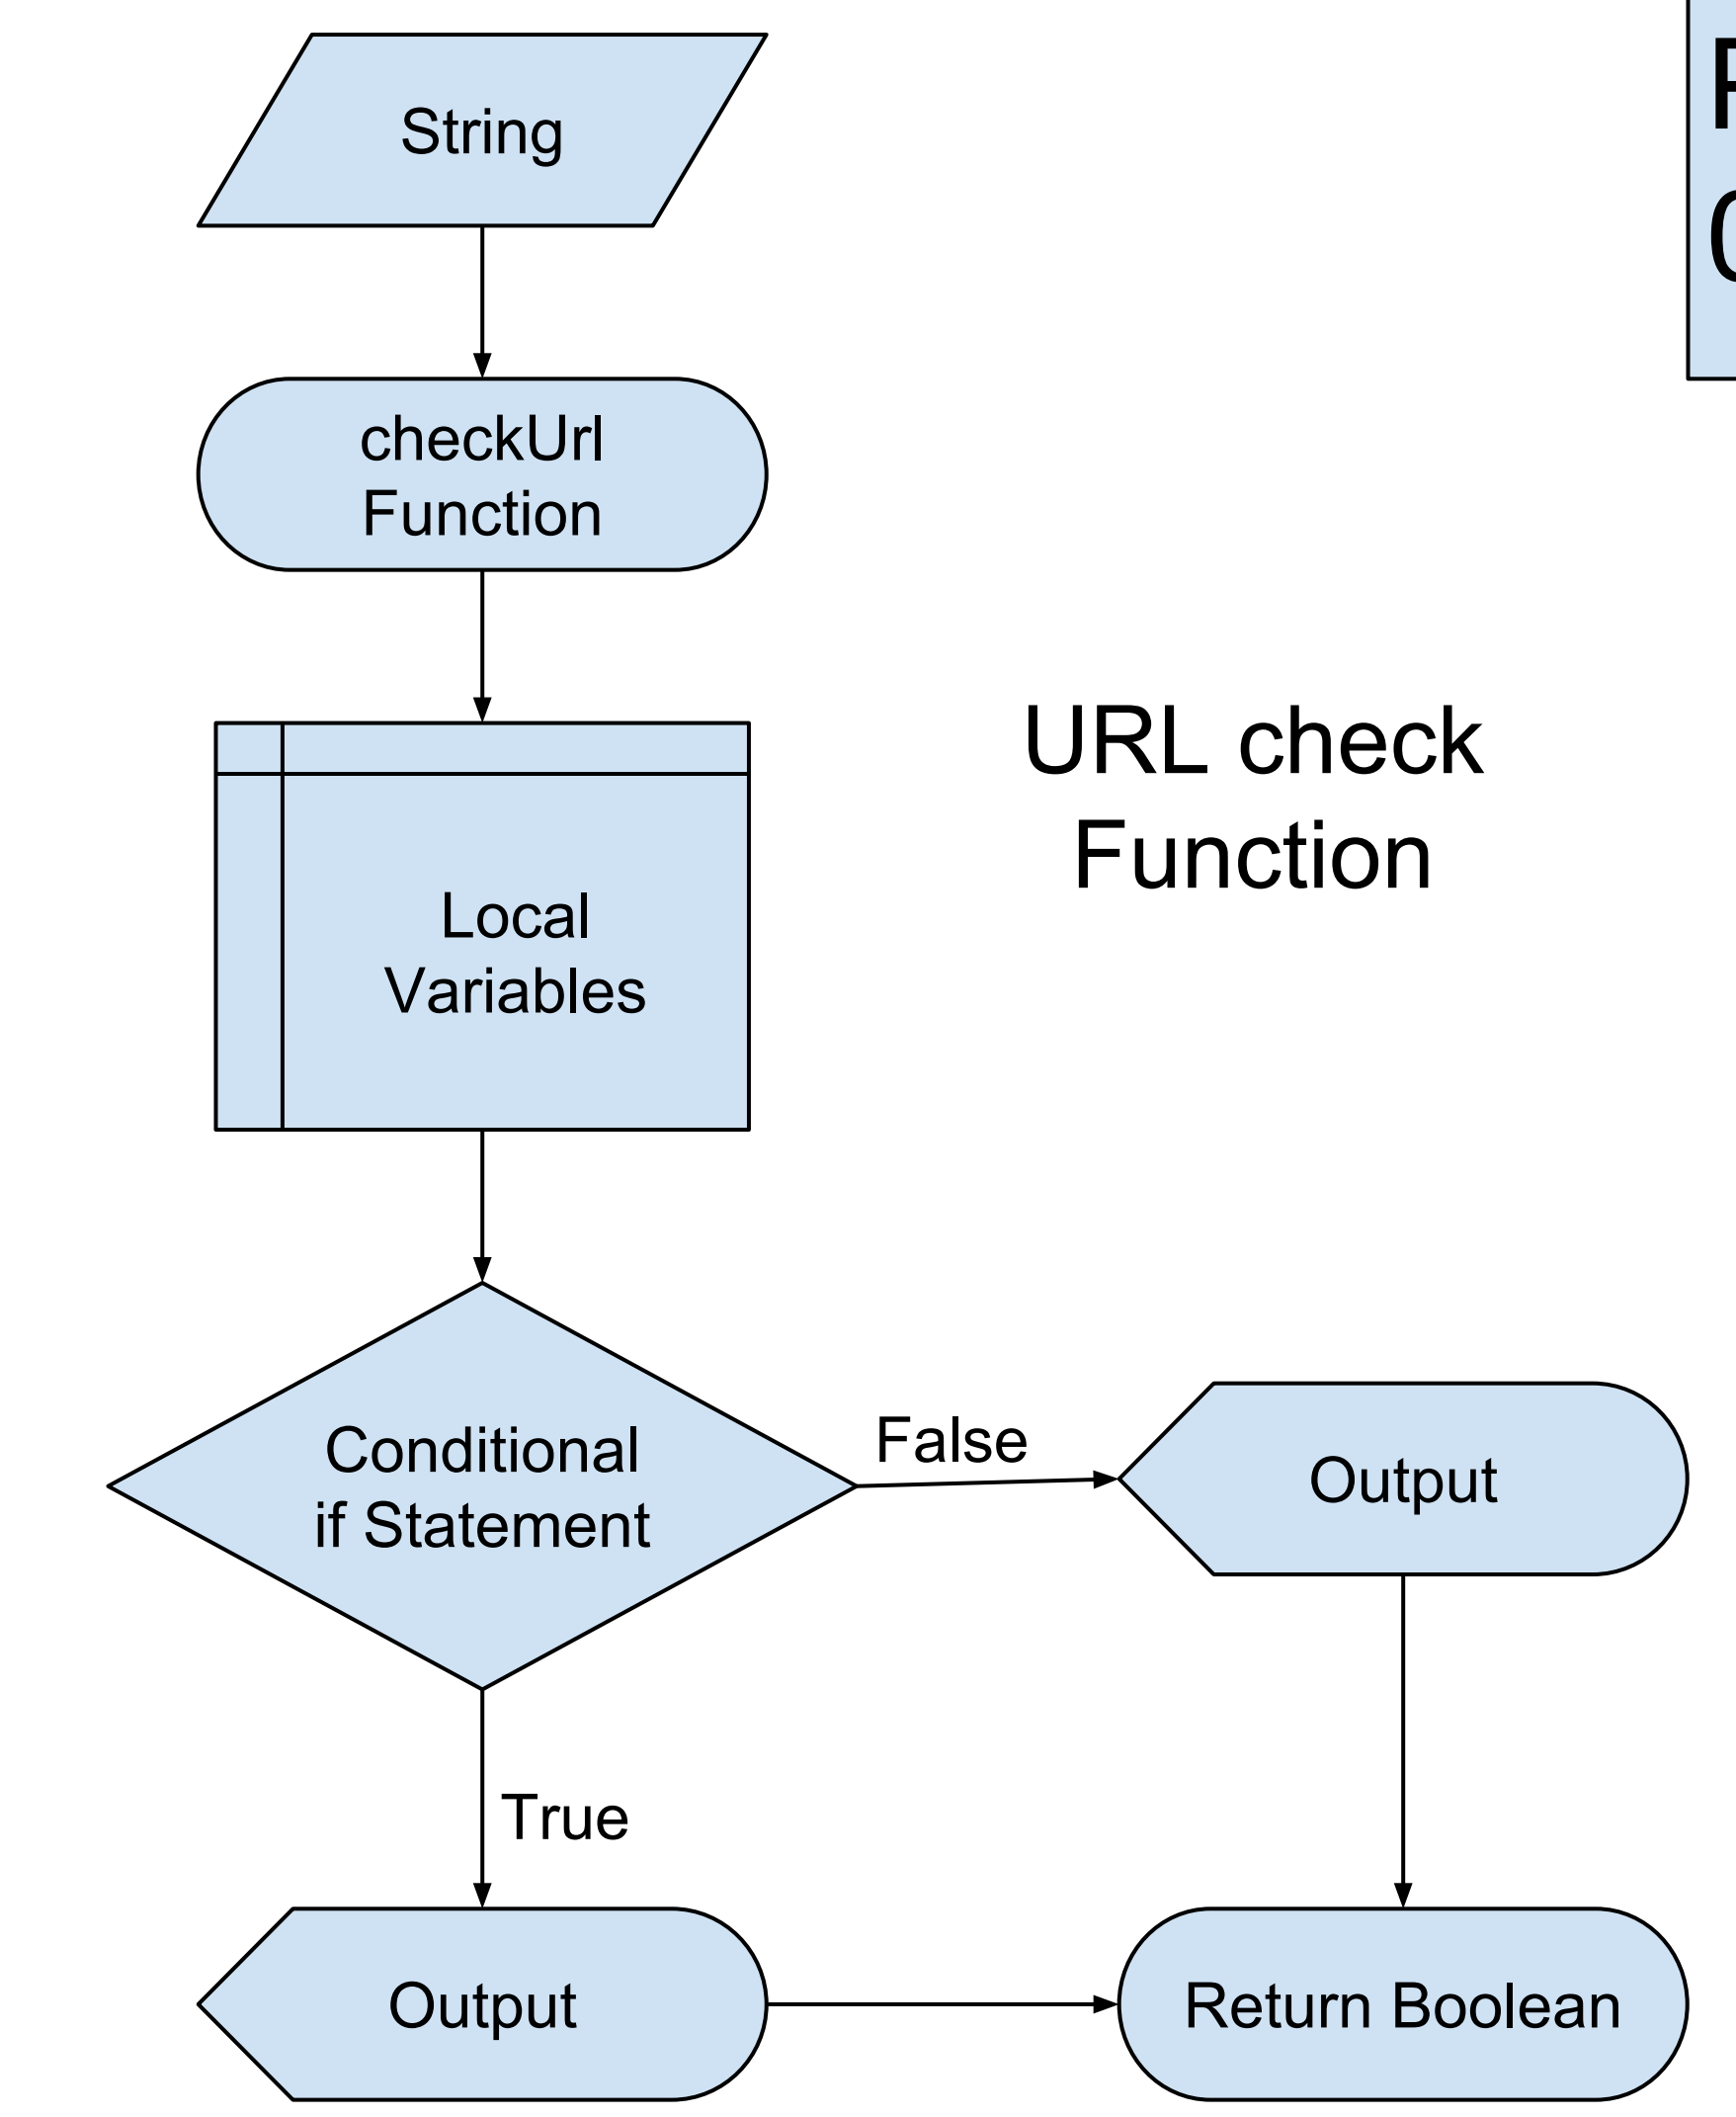 String
checkUrl
Function
URL check
Function
Local
Variables
Conditional
if Statement
False
Output
True
Output
Return Boolean